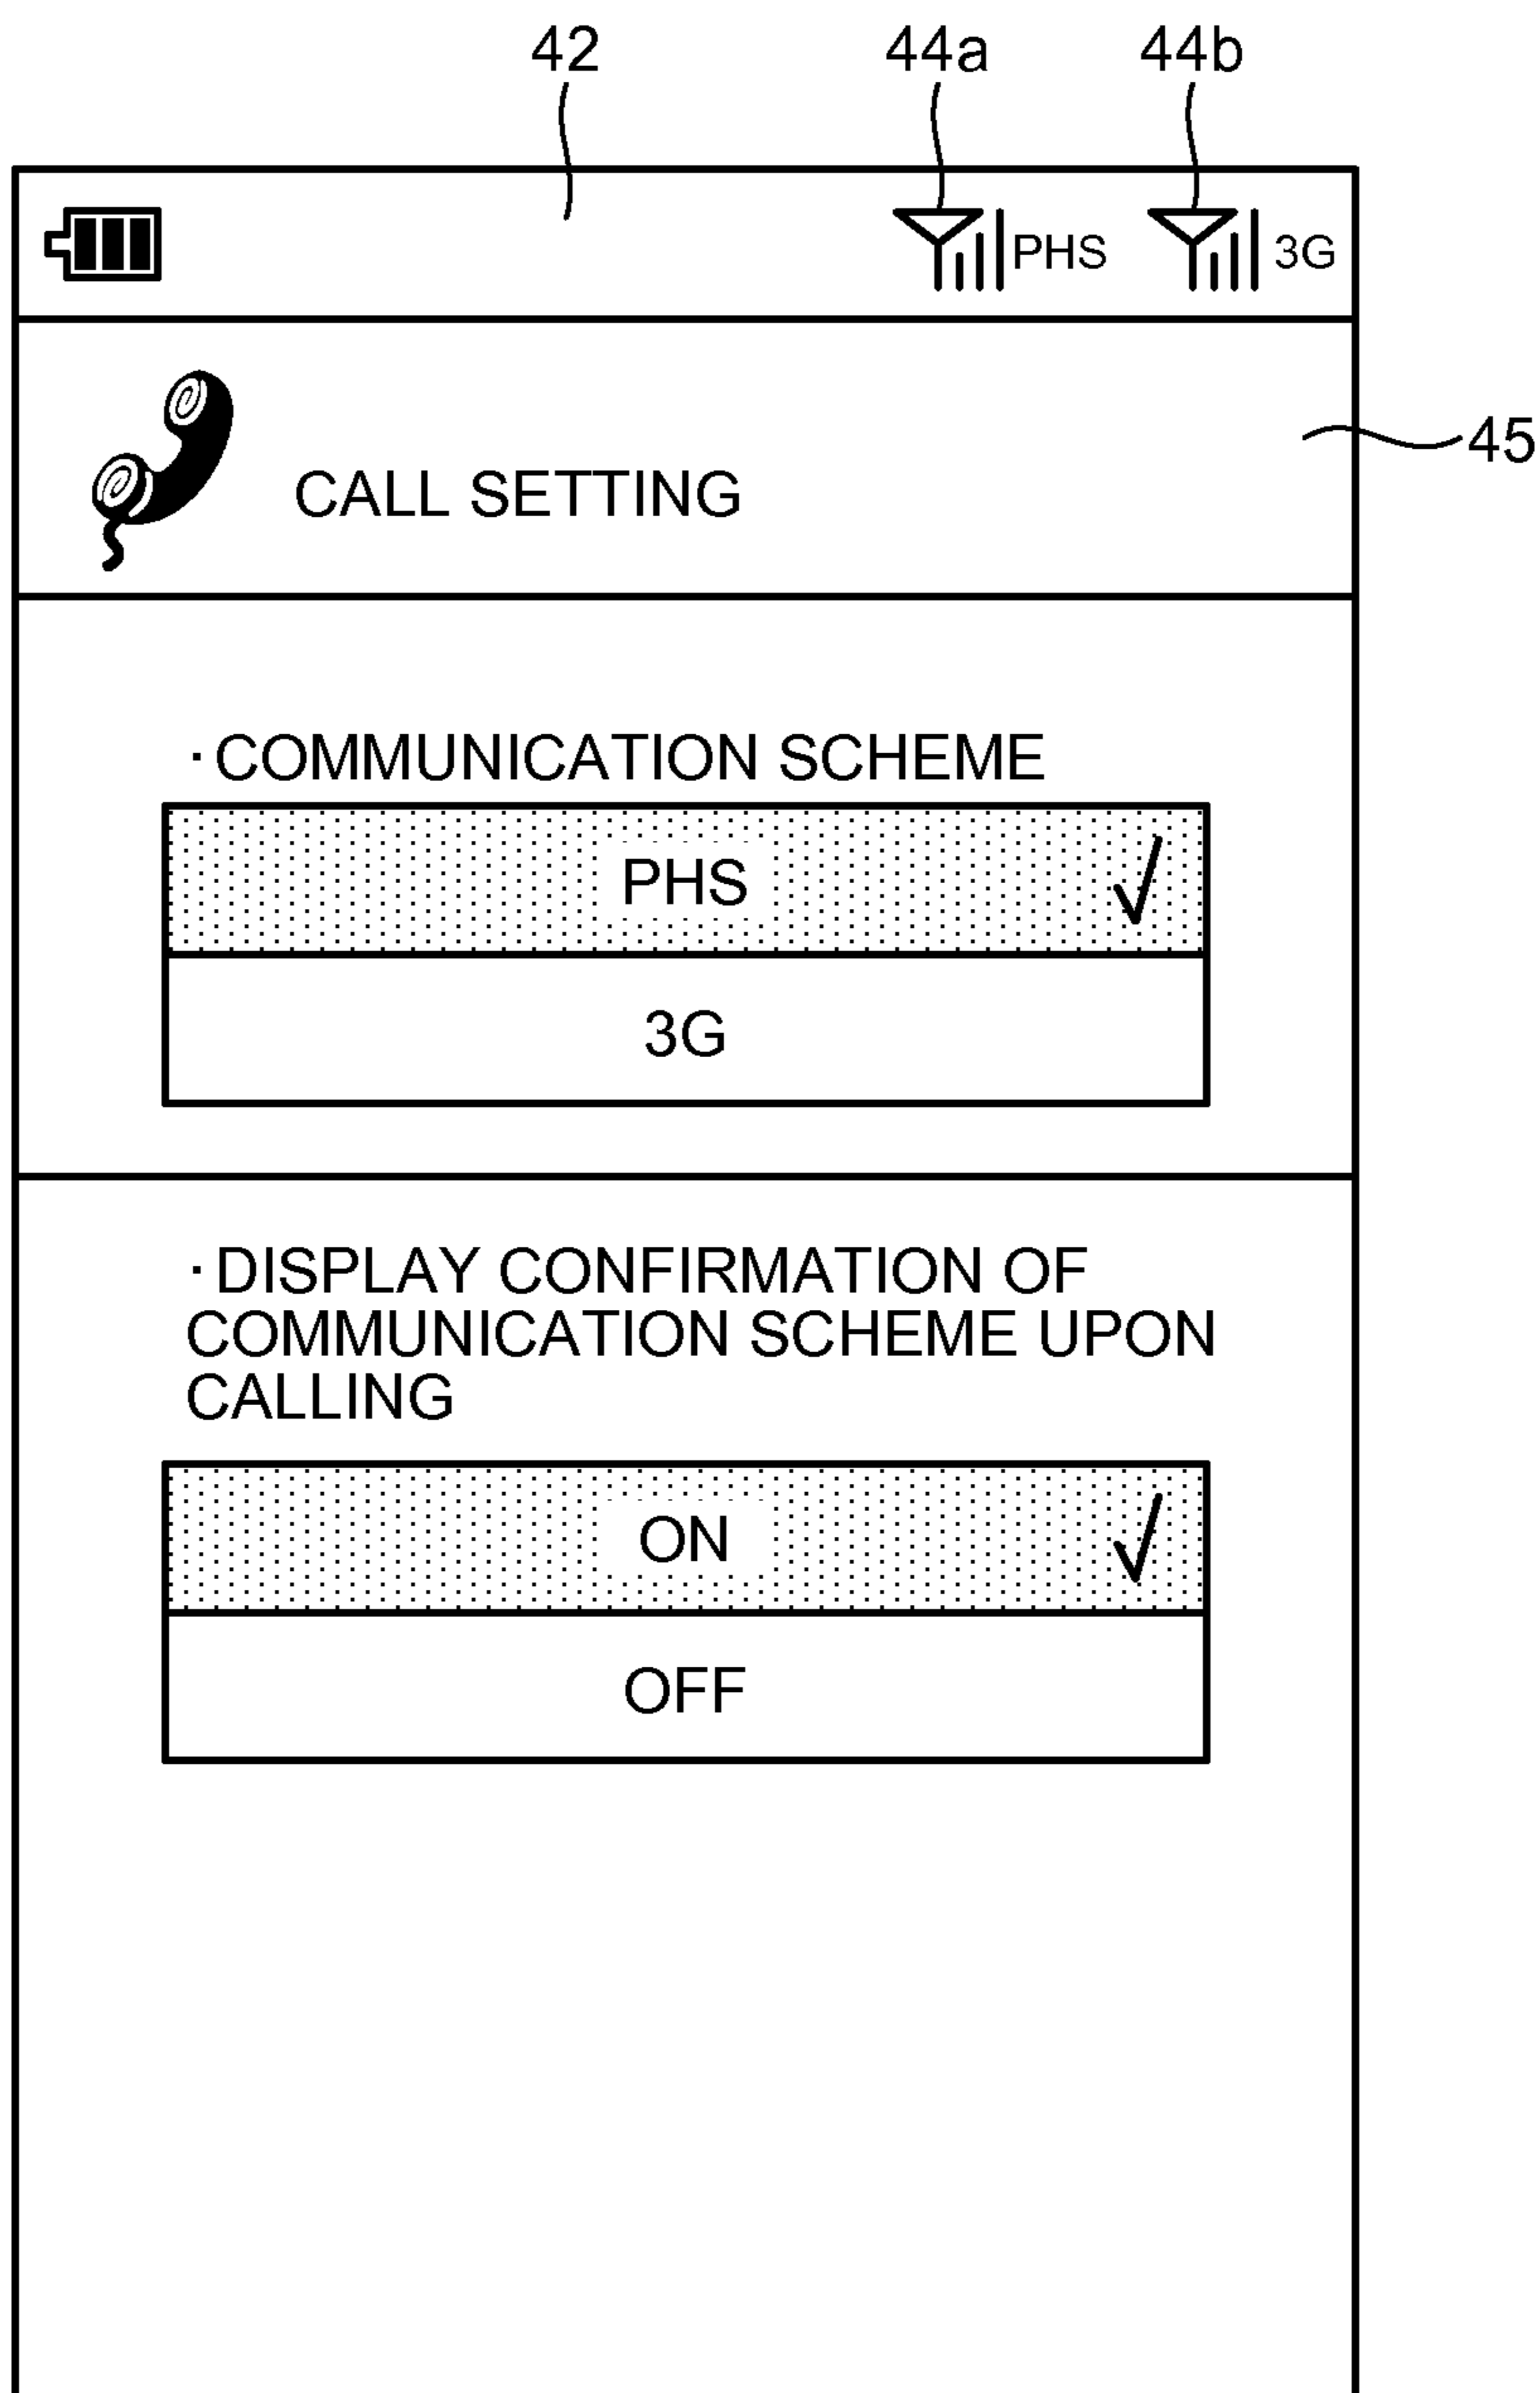 42 44a 44b
PHS 3G
45
CALL SETTING
·COMMUNICATION SCHEME
PHS
3G
·DISPLAY CONFIRMATION OF
COMMUNICATION SCHEME UPON
CALLING
ON
OFF